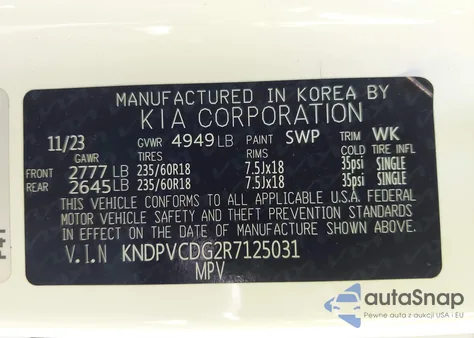 MANUFACTURED IN KOREA BY
KIA CORPORATION
11/23 GVWR 4949 LB PAINT SWP TRIM WK
GAWR TIRES RIMS COLD TIRE INFL
FRONT 2777 LB 235/60R18 7.5Jx18 35psi SINGLE
REAR 2645 LB 235/60R18 7.5Jx18 35psi SINGLE
THIS VEHICLE CONFORMS TO ALL APPLICABLE U.S.A. FEDERAL
MOTOR VEHICLE SAFETY AND THEFT PREVENTION STANDARDS
IN EFFECT ON THE DATE OF MANUFACTURE SHOWN ABOVE.
V.I.N KNDPVCDG2R7125031
MPV
autoSnap
Pewne auta z aukcji USA i EU